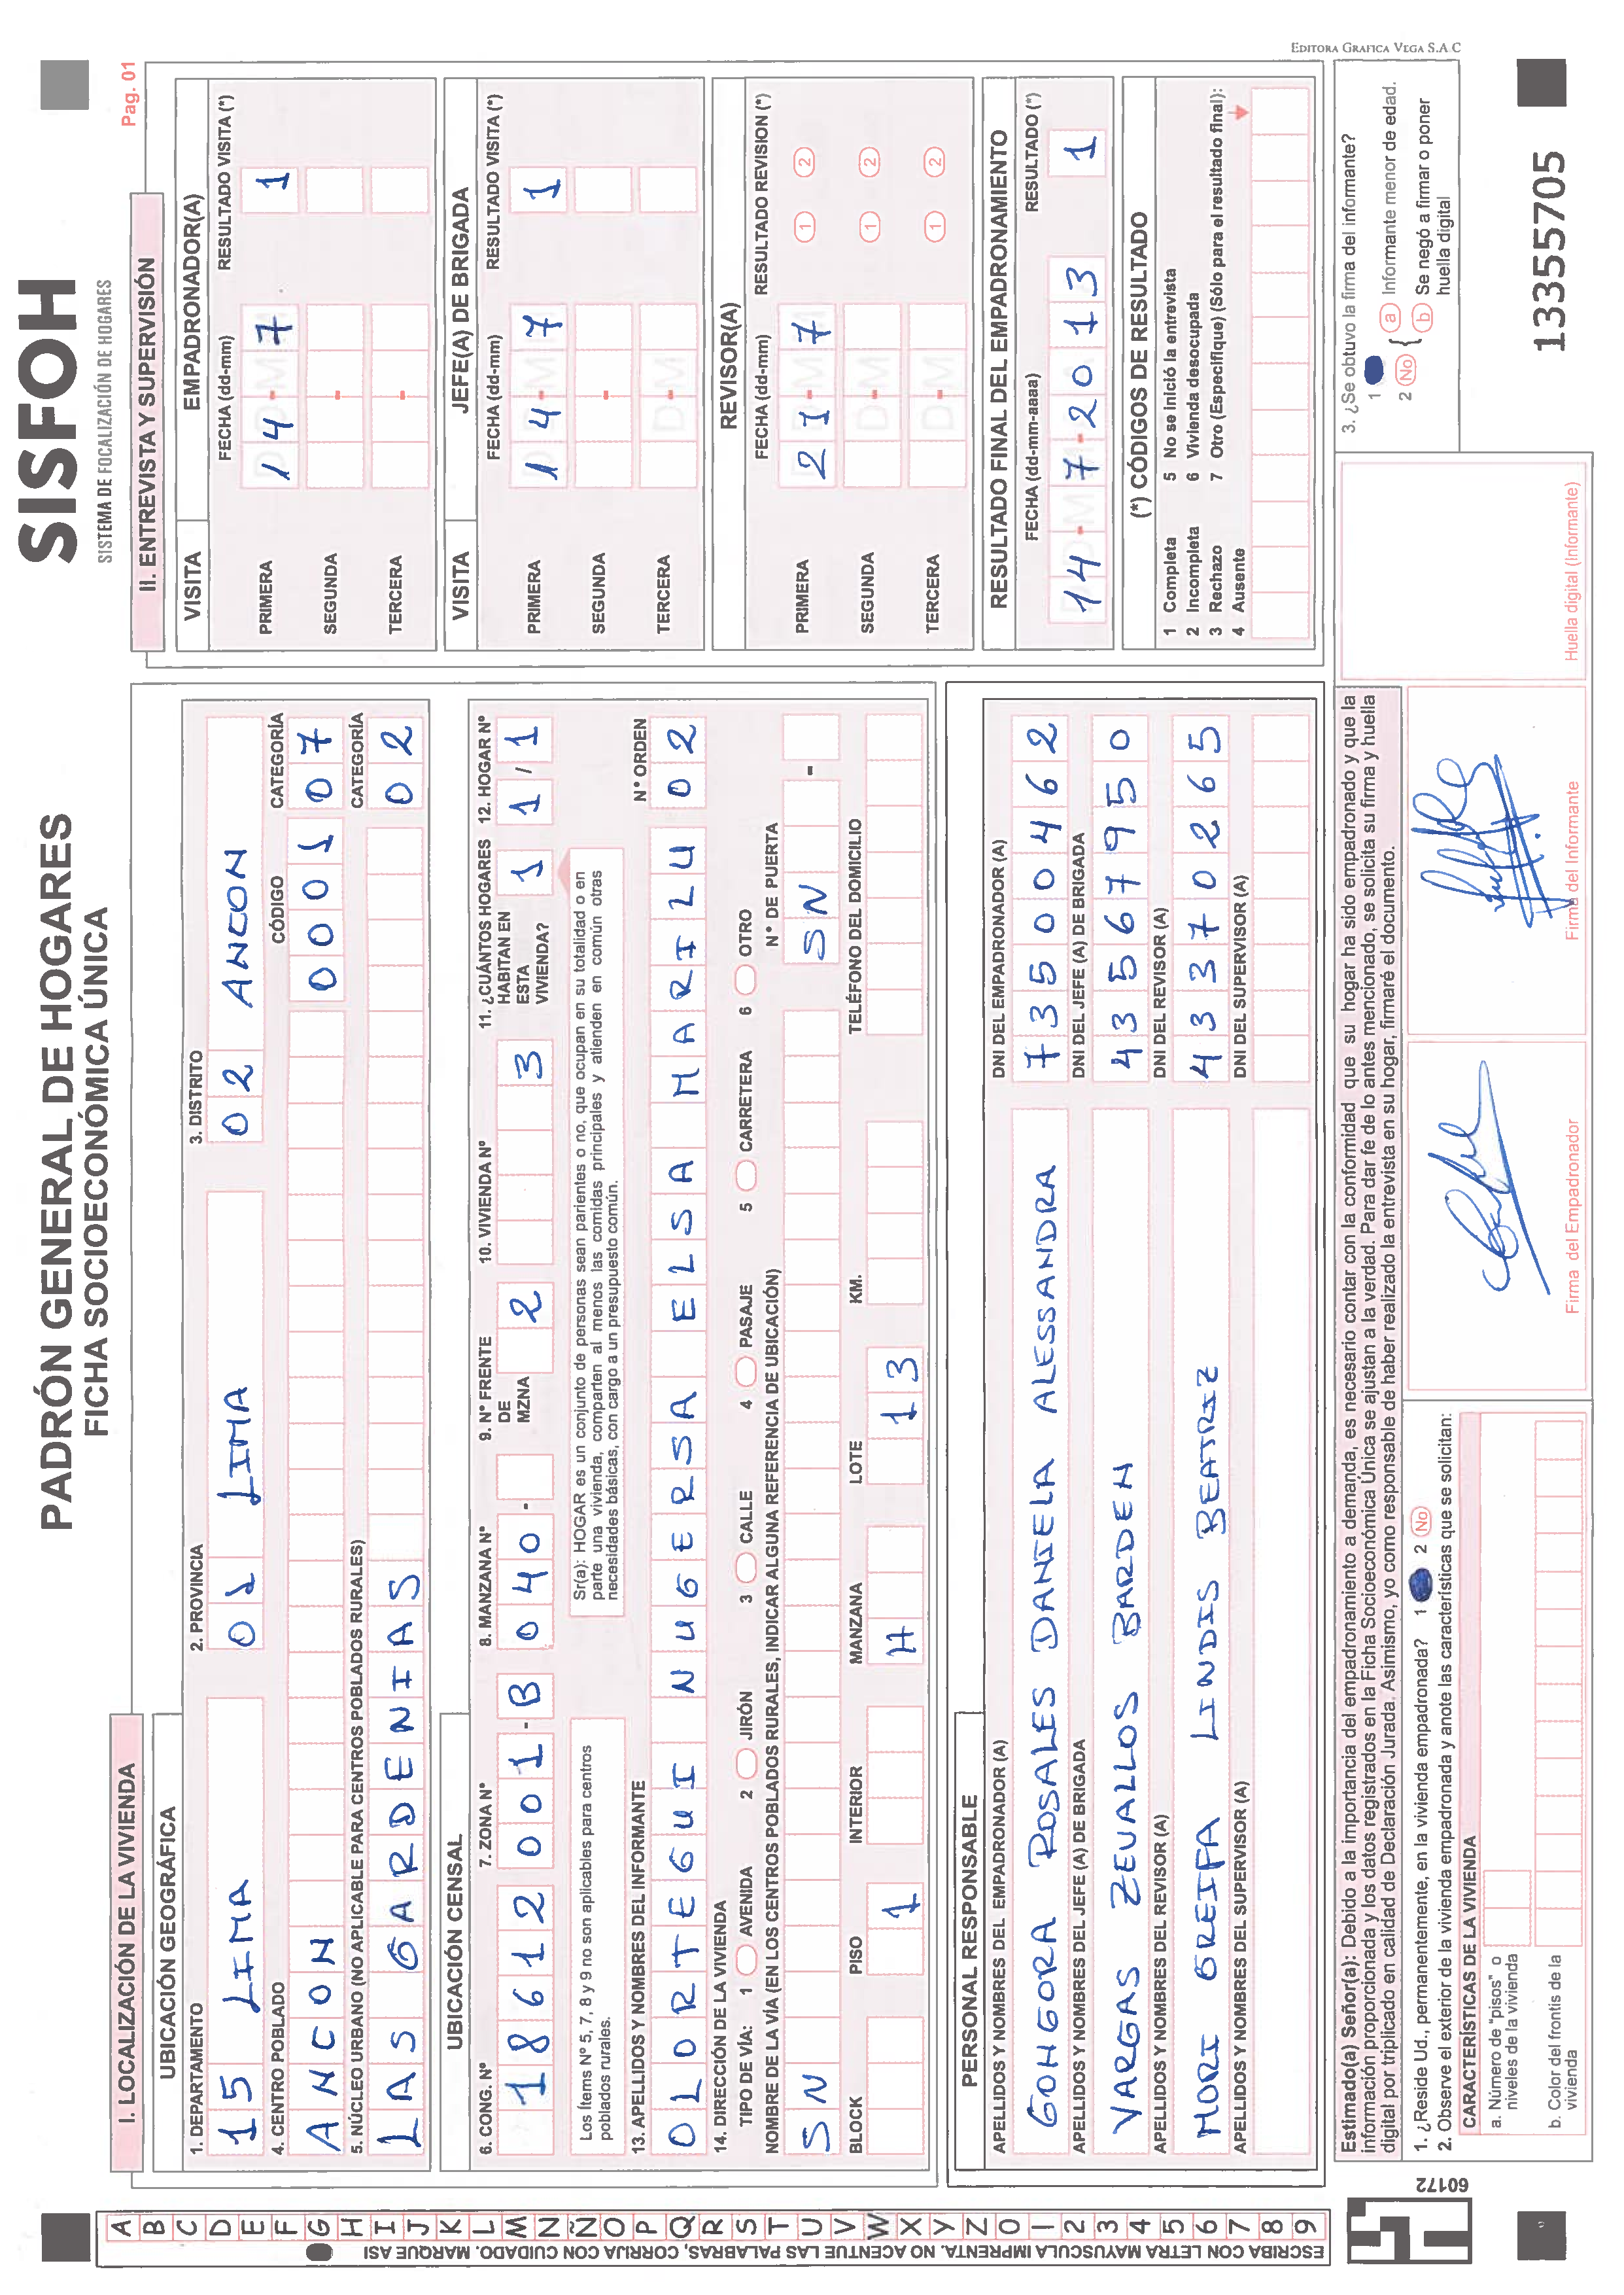 PADRÓN GENERAL DE HOGARES
FICHA SOCIOECONÓMICA ÚNICA
SISFOH
SISTEMA DE FOCALIZACIÓN DE HOGARES
Pag. 01
I. LOCALIZACIÓN DE LA VIVIENDA
UBICACIÓN GEOGRÁFICA
1. DEPARTAMENTO 2. PROVINCIA 3. DISTRITO
15 LIMA 01 LIMA 02 ANCON
4. CENTRO POBLADO CÓDIGO CATEGORÍA
ANCON 0001 07
5. NÚCLEO URBANO (NO APLICABLE PARA CENTROS POBLADOS RURALES) CATEGORÍA
LAS GARDENIAS 02
UBICACIÓN CENSAL
6. CONG. Nº 7. ZONA Nº 8. MANZANA Nº 9. Nº FRENTE DE MZNA 10. VIVIENDA Nº 11. ¿CUÁNTOS HOGARES HABITAN EN ESTA VIVIENDA? 12. HOGAR Nº
18612 001-B 040- 2 3 1 1/1
Los Ítems Nº 5, 7, 8 y 9 no son aplicables para centros
poblados rurales.
Sr(a): HOGAR es un conjunto de personas sean parientes o no, que ocupan en su totalidad o en
parte una vivienda, comparten al menos las comidas principales y atienden en común otras
necesidades básicas, con cargo a un presupuesto común.
13. APELLIDOS Y NOMBRES DEL INFORMANTE Nº ORDEN
OLORTEGUI NUGERSA ELSA MARILU 02
14. DIRECCIÓN DE LA VIVIENDA
TIPO DE VÍA: 1 AVENIDA 2 JIRÓN 3 CALLE 4 PASAJE 5 CARRETERA 6 OTRO
NOMBRE DE LA VÍA (EN LOS CENTROS POBLADOS RURALES, INDICAR ALGUNA REFERENCIA DE UBICACIÓN) Nº DE PUERTA
SN SN -
BLOCK PISO INTERIOR MANZANA LOTE KM. TELÉFONO DEL DOMICILIO
1 H 13
PERSONAL RESPONSABLE
APELLIDOS Y NOMBRES DEL EMPADRONADOR (A) DNI DEL EMPADRONADOR (A)
GONGORA ROSALES DANIELA ALESSANDRA 73500462
APELLIDOS Y NOMBRES DEL JEFE (A) DE BRIGADA DNI DEL JEFE (A) DE BRIGADA
VARGAS ZEVALLOS BARDEN 43567950
APELLIDOS Y NOMBRES DEL REVISOR (A) DNI DEL REVISOR (A)
MORI GREIFA LINDIS BEATRIZ 43370265
APELLIDOS Y NOMBRES DEL SUPERVISOR (A) DNI DEL SUPERVISOR (A)
II. ENTREVISTA Y SUPERVISIÓN
VISITA EMPADRONADOR(A)
FECHA (dd-mm) RESULTADO VISITA (*)
PRIMERA 14-7 1
SEGUNDA -
TERCERA -
VISITA JEFE(A) DE BRIGADA
FECHA (dd-mm) RESULTADO VISITA (*)
PRIMERA 14-7 1
SEGUNDA -
TERCERA DM
REVISOR(A)
FECHA (dd-mm) RESULTADO REVISION (*)
PRIMERA 21-7 1 2
SEGUNDA D-M 1 2
TERCERA D-M 1 2
RESULTADO FINAL DEL EMPADRONAMIENTO
FECHA (dd-mm-aaaa) RESULTADO (*)
14-7-2013 1
(*) CÓDIGOS DE RESULTADO
1 Completa 5 No se inició la entrevista
2 Incompleta 6 Vivienda desocupada
3 Rechazo 7 Otro (Especifique) (Sólo para el resultado final):
4 Ausente
EDITORA GRAFICA VEGA S.A.C
Estimado(a) Señor(a): Debido a la importancia del empadronamiento a demanda, es necesario contar con la conformidad que su hogar ha sido empadronado y que la
información proporcionada y los datos registrados en la Ficha Socioeconómica Única se ajustan a la verdad. Para dar fe de lo antes mencionado, se solicita su firma y huella
digital por triplicado en calidad de Declaración Jurada. Asimismo, yo como responsable de haber realizado la entrevista en su hogar, firmaré el documento.
1. ¿Reside Ud., permanentemente, en la vivienda empadronada? 1 2 No
2. Observe el exterior de la vivienda empadronada y anote las características que se solicitan:
CARACTERÍSTICAS DE LA VIVIENDA
a. Número de "pisos" o
niveles de la vivienda
b. Color del frontis de la
vivienda
Firma del Empadronador
Firma del Informante
Huella digital (Informante)
3. ¿Se obtuvo la firma del informante?
1
2 No { a Informante menor de edad.
b Se negó a firmar o poner
huella digital
13355705
60172
ESCRIBA CON LETRA MAYUSCULA IMPRENTA. NO ACENTUE LAS PALABRAS, CORRIJA CON CUIDADO. MARQUE ASI
A B C D E F G H I J K L M N Ñ O P Q R S T U V W X Y Z 0 1 2 3 4 5 6 7 8 9